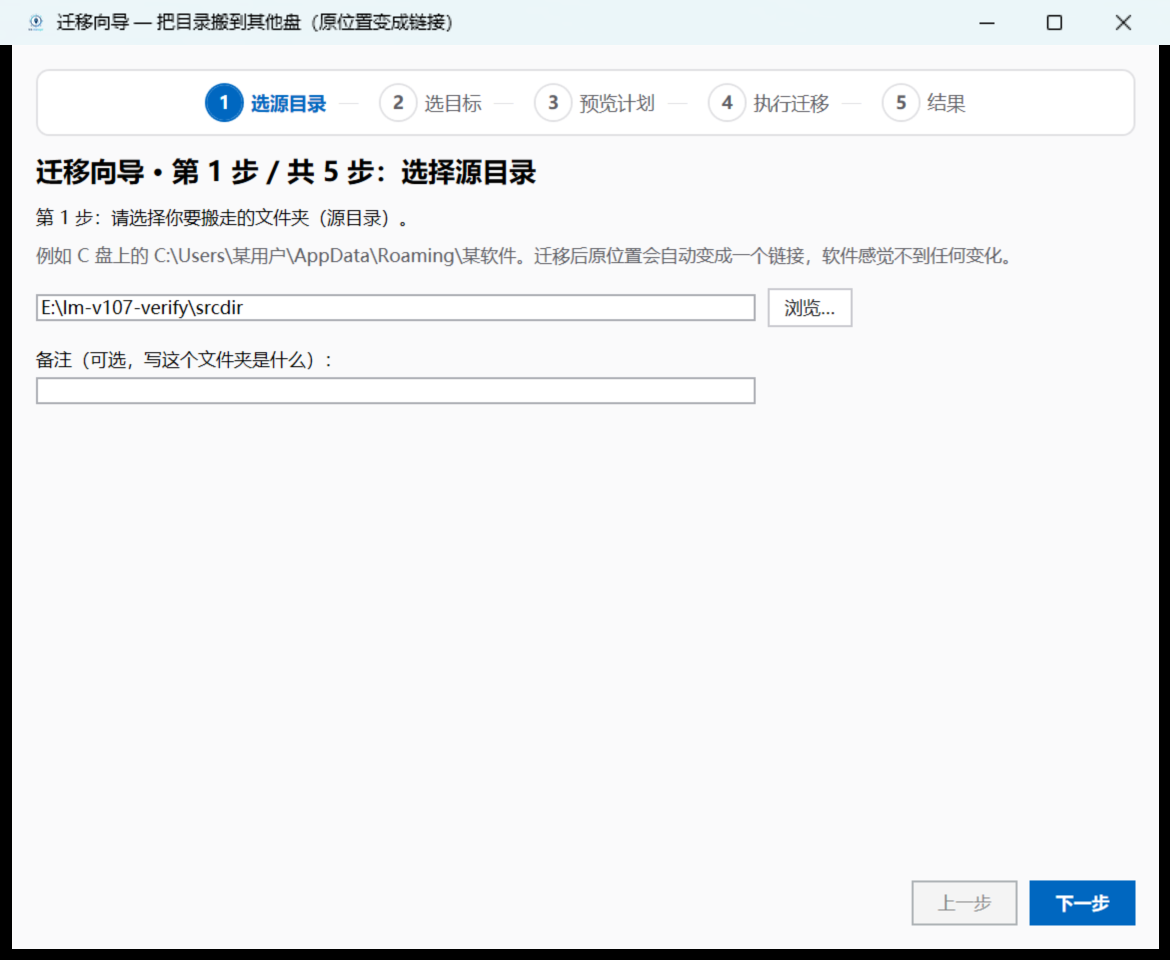 迁移向导 — 把目录搬到其他盘（原位置变成链接）
1 选源目录 — 2 选目标 — 3 预览计划 — 4 执行迁移 — 5 结果
迁移向导 • 第 1 步 / 共 5 步：选择源目录
第 1 步：请选择你要搬走的文件夹（源目录）。
例如 C 盘上的 C:\Users\某用户\AppData\Roaming\某软件。迁移后原位置会自动变成一个链接，软件感觉不到任何变化。
E:\lm-v107-verify\srcdir 浏览...
备注（可选，写这个文件夹是什么）：
上一步 下一步